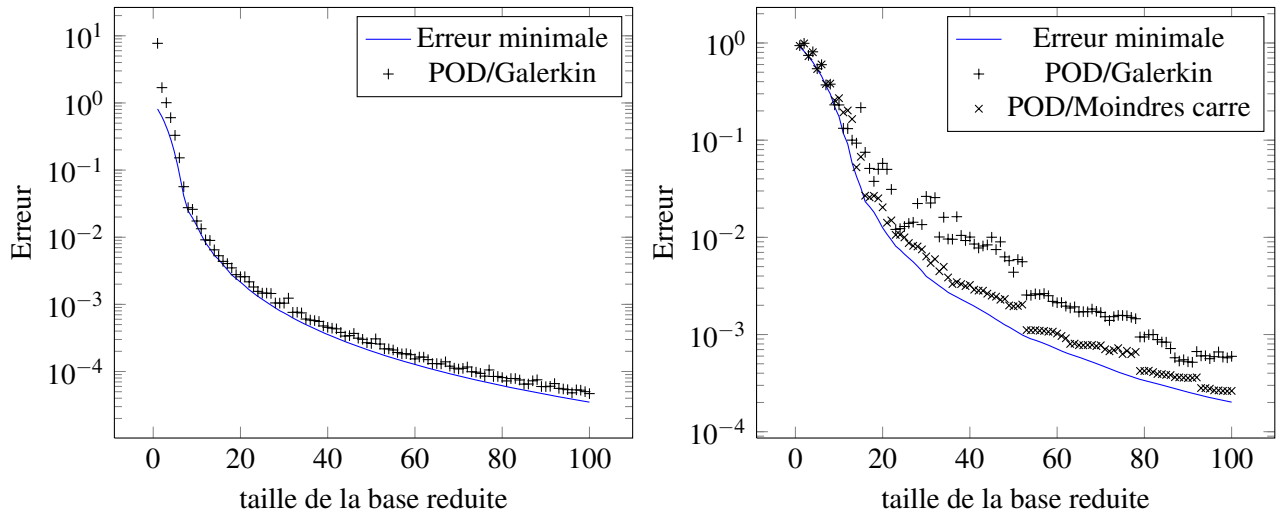 Erreur minimale
POD/Galerkin
10^1
10^0
10^-1
10^-2
10^-3
10^-4
Erreur
0 20 40 60 80 100
taille de la base reduite
Erreur minimale
POD/Galerkin
POD/Moindres carre
10^0
10^-1
10^-2
10^-3
10^-4
Erreur
0 20 40 60 80 100
taille de la base reduite